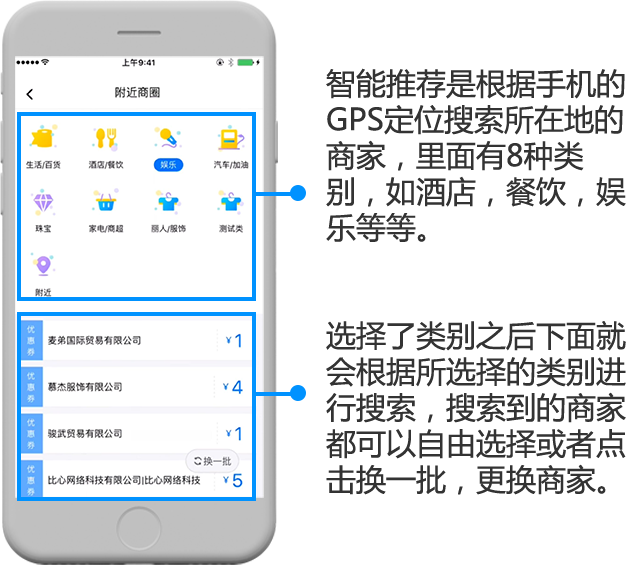 上午9:41
附近商圈
生活/百货 酒店/餐饮 娱乐 汽车/加油
珠宝 家电/商超 丽人/服饰 测试类
附近
优惠券 麦弟国际贸易有限公司 ¥1
优惠券 慕杰服饰有限公司 ¥4
优惠券 骏武贸易有限公司 ¥1
换一批
优惠券 比心网络科技有限公司|比心网络科技 ¥5
智能推荐是根据手机的
GPS定位搜索所在地的
商家，里面有8种类
别，如酒店，餐饮，娱
乐等等。
选择了类别之后下面就
会根据所选择的类别进
行搜索，搜索到的商家
都可以自由选择或者点
击换一批，更换商家。